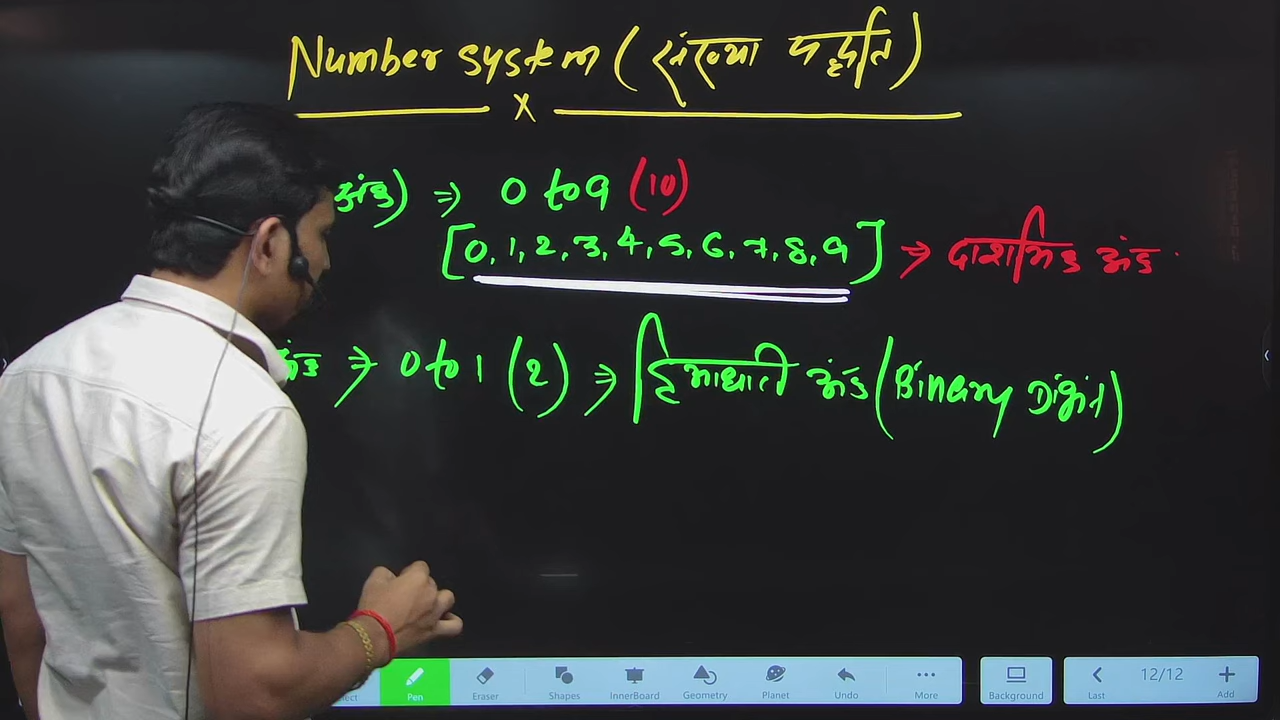 Number system ( संख्या पद्धति )
x
अंक) ⇒ 0 to 9 (10)
[0, 1, 2, 3, 4, 5, 6, 7, 8, 9] ⇒ दाशमिक अंक
अंक ⇒ 0 to 1 (2) ⇒ द्विआधारी अंक (Binary Digit)
Pen Eraser Shapes InnerBoard Geometry Planet Undo More Background Last 12/12 Add